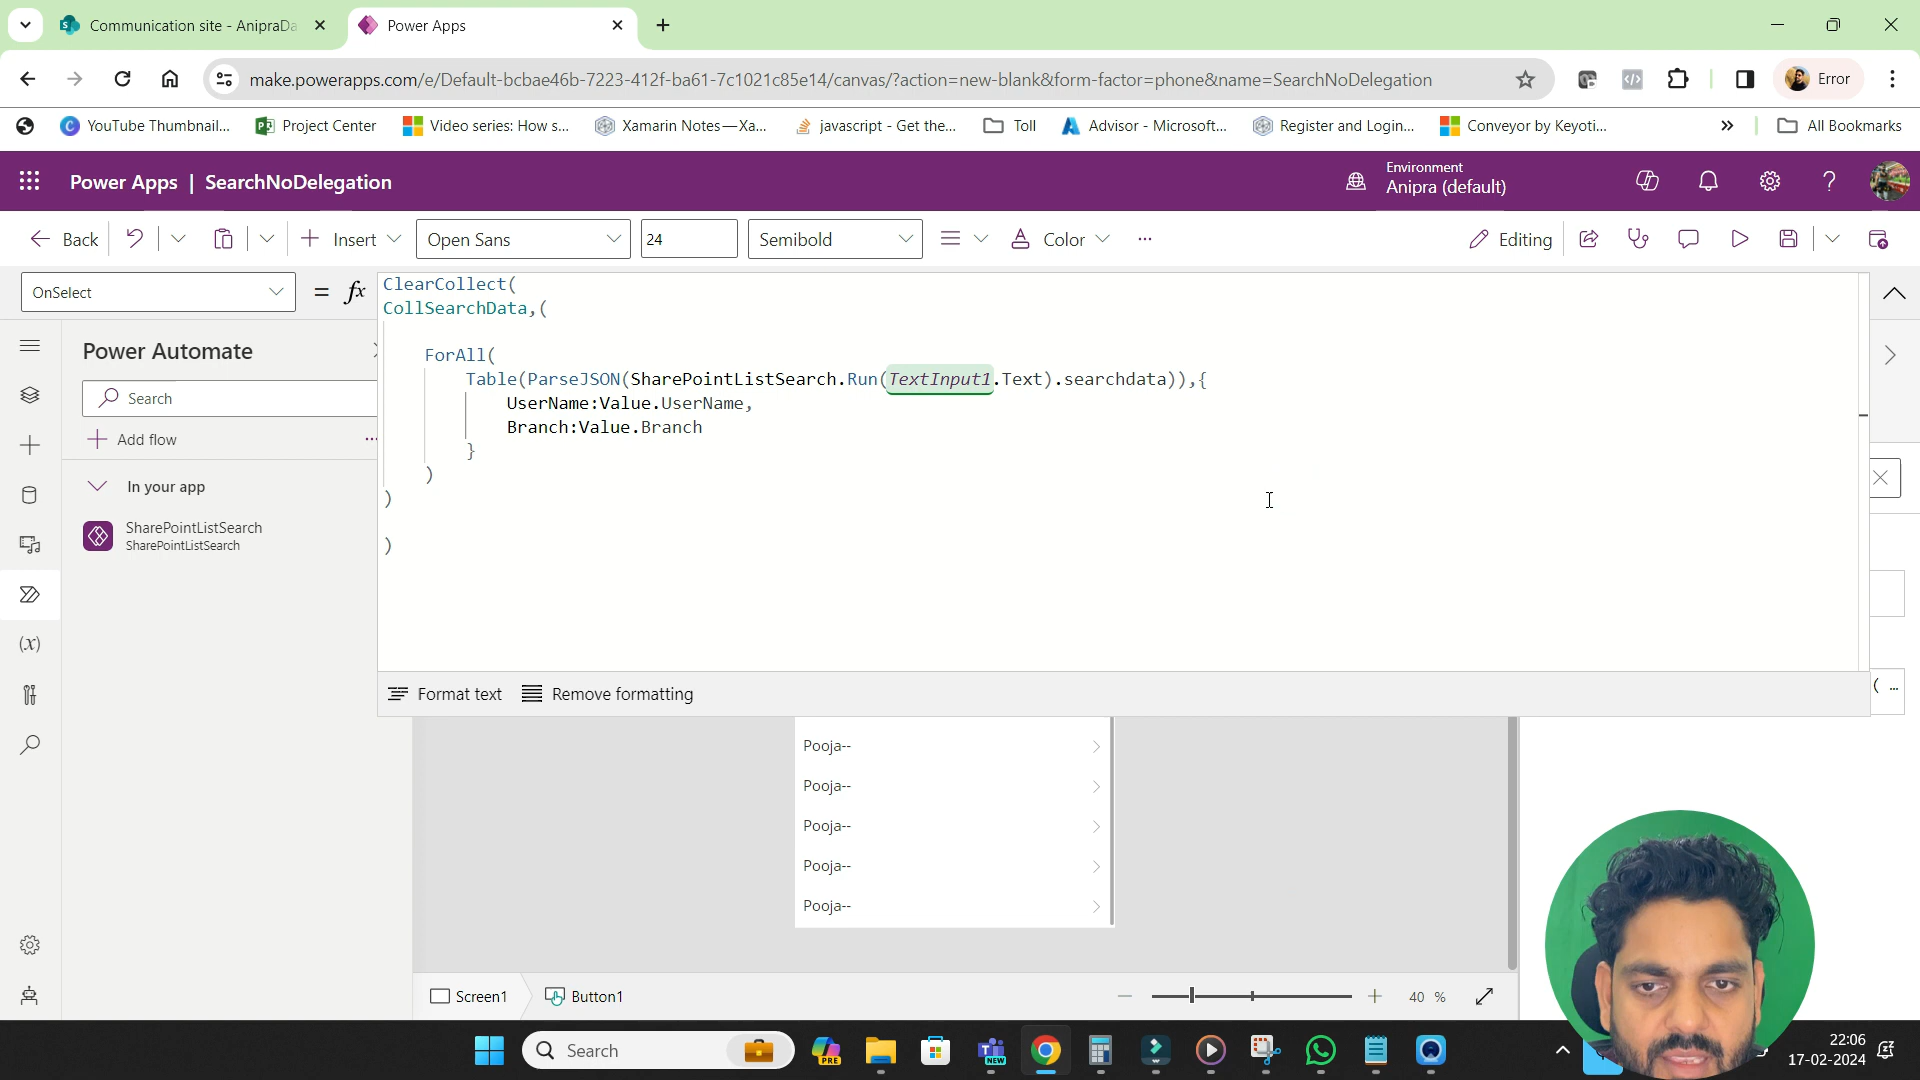 Communication site - AnipraDa
Power Apps
make.powerapps.com/e/Default-bcbae46b-7223-412f-ba61-7c1021c85e14/canvas/?action=new-blank&form-factor=phone&name=SearchNoDelegation
Error
YouTube Thumbnail...
Project Center
Video series: How s...
Xamarin Notes—Xa...
javascript - Get the...
Toll
Advisor - Microsoft...
Register and Login...
Conveyor by Keyoti...
»
All Bookmarks
Power Apps | SearchNoDelegation
Environment
Anipra (default)
Back
Insert
Open Sans
24
Semibold
Color
...
Editing
OnSelect
= fx
ClearCollect(
CollSearchData,(
ForAll(
Table(ParseJSON(SharePointListSearch.Run(TextInput1.Text).searchdata)),{
UserName:Value.UserName,
Branch:Value.Branch
}
)
)
)
Power Automate
Search
Add flow
...
In your app
SharePointListSearch
SharePointListSearch
(x)
Format text
Remove formatting
( ...
Pooja--
Pooja--
Pooja--
Pooja--
Pooja--
Screen1
Button1
40 %
Search
PRE
NEW
22:06
17-02-2024